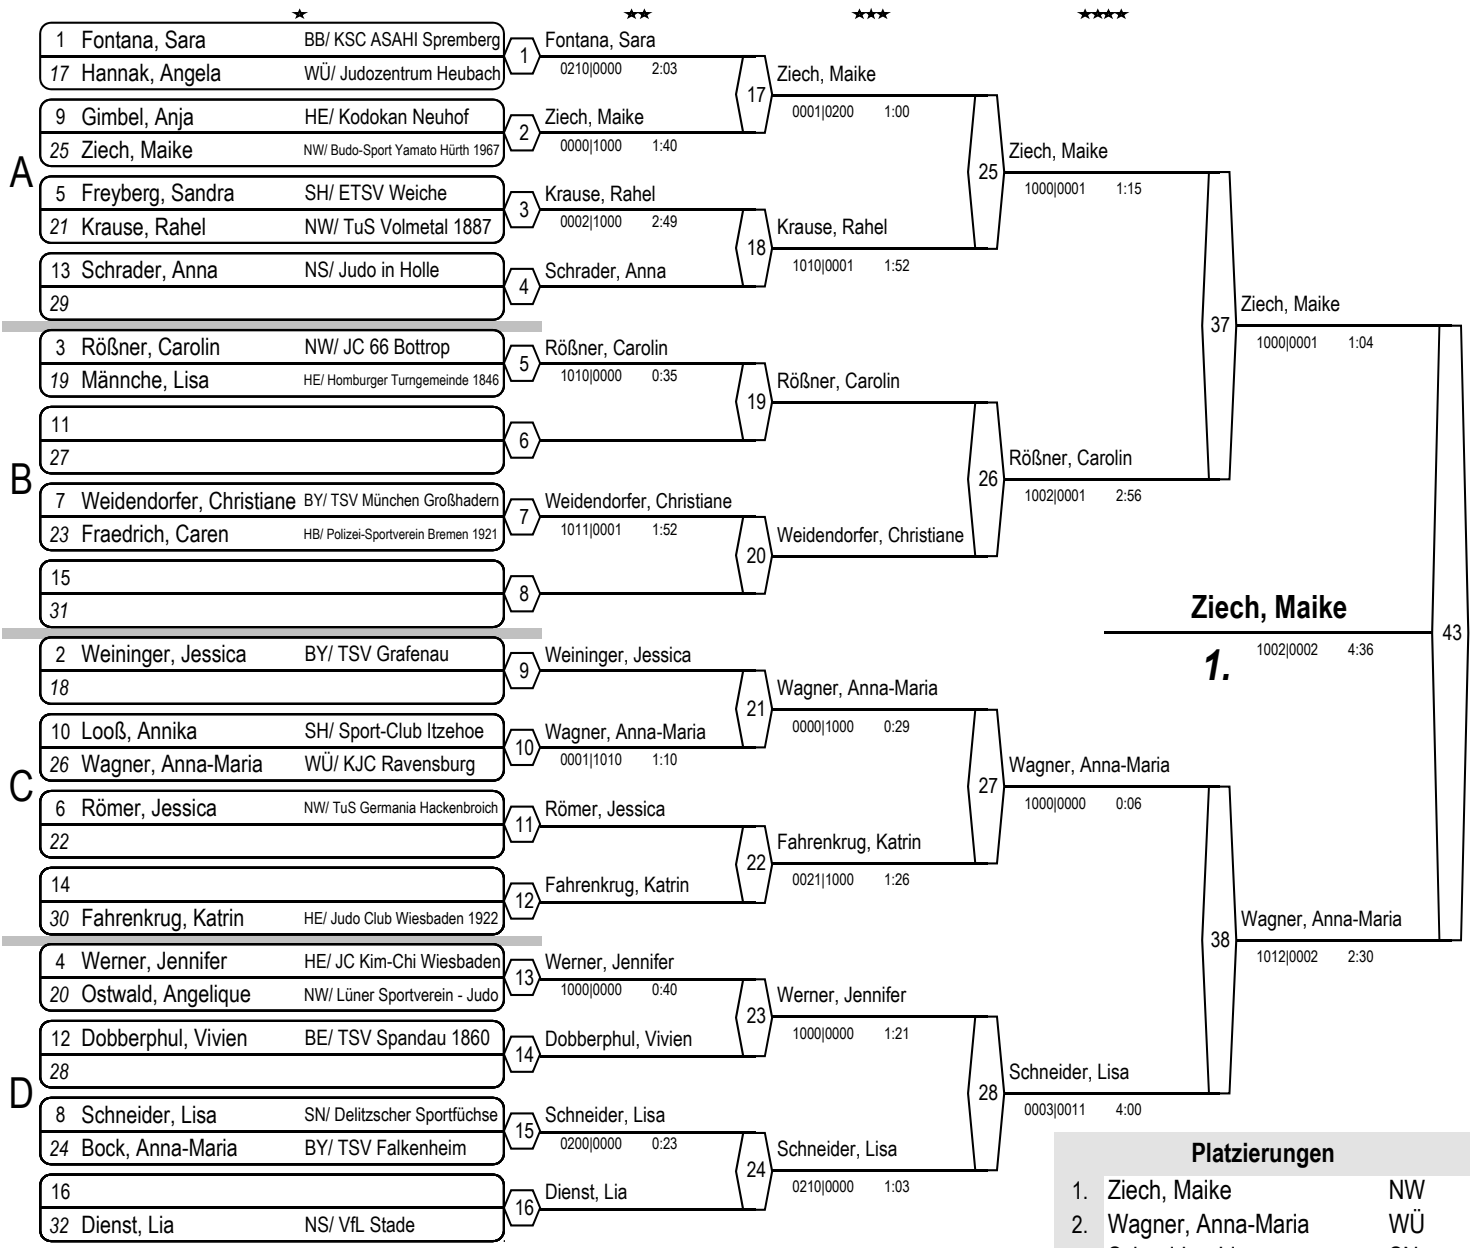 ★ ★★ ★★★ ★★★★
A
1 Fontana, Sara BB/ KSC ASAHI Spremberg
17 Hannak, Angela WÜ/ Judozentrum Heubach
9 Gimbel, Anja HE/ Kodokan Neuhof
25 Ziech, Maike NW/ Budo-Sport Yamato Hürth 1967
5 Freyberg, Sandra SH/ ETSV Weiche
21 Krause, Rahel NW/ TuS Volmetal 1887
13 Schrader, Anna NS/ Judo in Holle
29
B
3 Rößner, Carolin NW/ JC 66 Bottrop
19 Männche, Lisa HE/ Homburger Turngemeinde 1846
11
27
7 Weidendorfer, Christiane BY/ TSV München Großhadern
23 Fraedrich, Caren HB/ Polizei-Sportverein Bremen 1921
15
31
C
2 Weininger, Jessica BY/ TSV Grafenau
18
10 Looß, Annika SH/ Sport-Club Itzehoe
26 Wagner, Anna-Maria WÜ/ KJC Ravensburg
6 Römer, Jessica NW/ TuS Germania Hackenbroich
22
14
30 Fahrenkrug, Katrin HE/ Judo Club Wiesbaden 1922
D
4 Werner, Jennifer HE/ JC Kim-Chi Wiesbaden
20 Ostwald, Angelique NW/ Lüner Sportverein - Judo
12 Dobberphul, Vivien BE/ TSV Spandau 1860
28
8 Schneider, Lisa SN/ Delitzscher Sportfüchse
24 Bock, Anna-Maria BY/ TSV Falkenheim
16
32 Dienst, Lia NS/ VfL Stade
1 Fontana, Sara
0210|0000 2:03
2 Ziech, Maike
0000|1000 1:40
3 Krause, Rahel
0002|1000 2:49
4 Schrader, Anna
5 Rößner, Carolin
1010|0000 0:35
6
7 Weidendorfer, Christiane
1011|0001 1:52
8
9 Weininger, Jessica
10 Wagner, Anna-Maria
0001|1010 1:10
11 Römer, Jessica
12 Fahrenkrug, Katrin
13 Werner, Jennifer
1000|0000 0:40
14 Dobberphul, Vivien
15 Schneider, Lisa
0200|0000 0:23
16 Dienst, Lia
17 Ziech, Maike
0001|0200 1:00
18 Krause, Rahel
1010|0001 1:52
19 Rößner, Carolin
20 Weidendorfer, Christiane
21 Wagner, Anna-Maria
0000|1000 0:29
22 Fahrenkrug, Katrin
0021|1000 1:26
23 Werner, Jennifer
1000|0000 1:21
24 Schneider, Lisa
0210|0000 1:03
25 Ziech, Maike
1000|0001 1:15
26 Rößner, Carolin
1002|0001 2:56
27 Wagner, Anna-Maria
1000|0000 0:06
28 Schneider, Lisa
0003|0011 4:00
37 Ziech, Maike
1000|0001 1:04
38 Wagner, Anna-Maria
1012|0002 2:30
43
Ziech, Maike
1. 1002|0002 4:36
Platzierungen
1. Ziech, Maike NW
2. Wagner, Anna-Maria WÜ